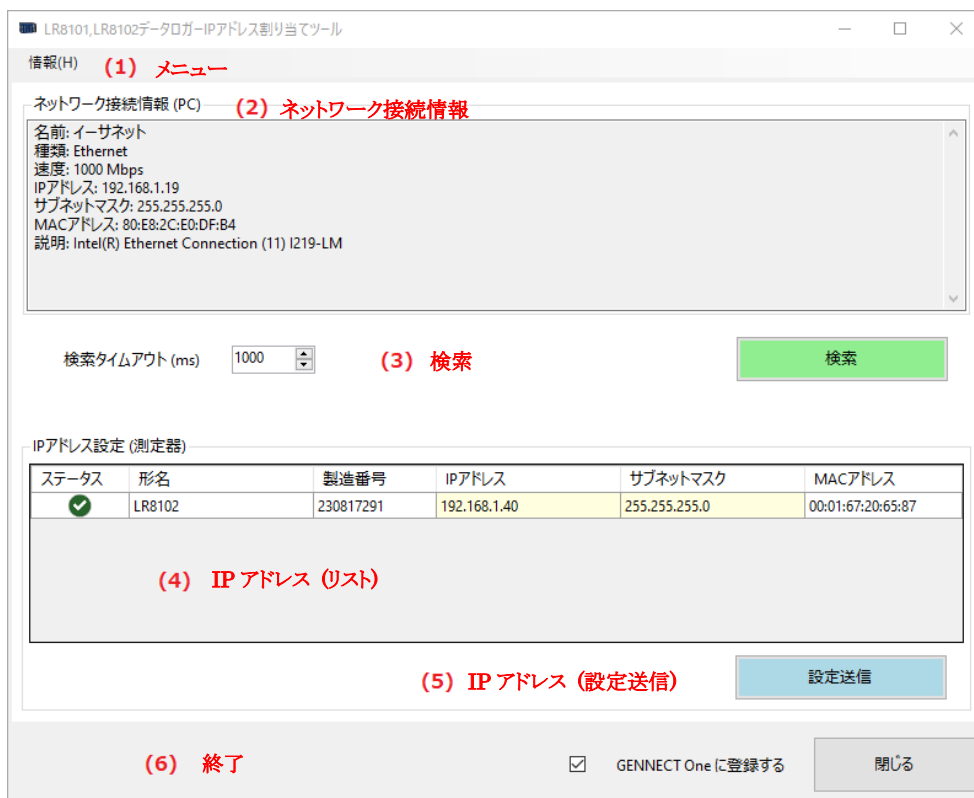 LR8101,LR8102データロガーIPアドレス割り当てツール
情報(H) (1) メニュー
ネットワーク接続情報 (PC) (2) ネットワーク接続情報
名前: イーサネット
種類: Ethernet
速度: 1000 Mbps
IPアドレス: 192.168.1.19
サブネットマスク: 255.255.255.0
MACアドレス: 80:E8:2C:E0:DF:B4
説明: Intel(R) Ethernet Connection (11) I219-LM
検索タイムアウト (ms) 1000 (3) 検索 検索
IPアドレス設定 (測定器)
ステータス 形名 製造番号 IPアドレス サブネットマスク MACアドレス
LR8102 230817291 192.168.1.40 255.255.255.0 00:01:67:20:65:87
(4) IP アドレス (リスト)
(5) IP アドレス (設定送信) 設定送信
(6) 終了 GENNECT One に登録する 閉じる